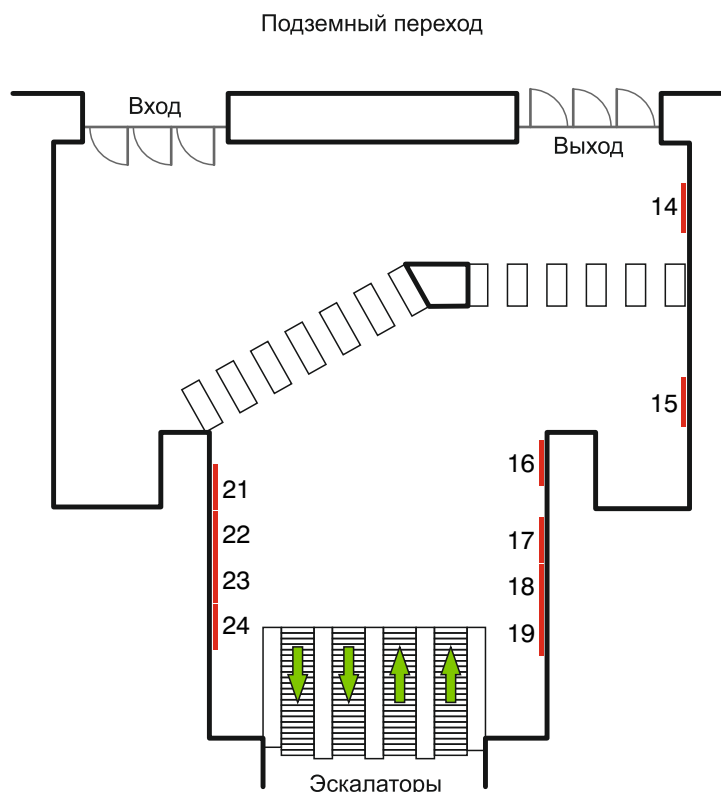 Подземный переход
Вход
Выход
14
15
16
21
22
17
23
18
24
19
Эскалаторы